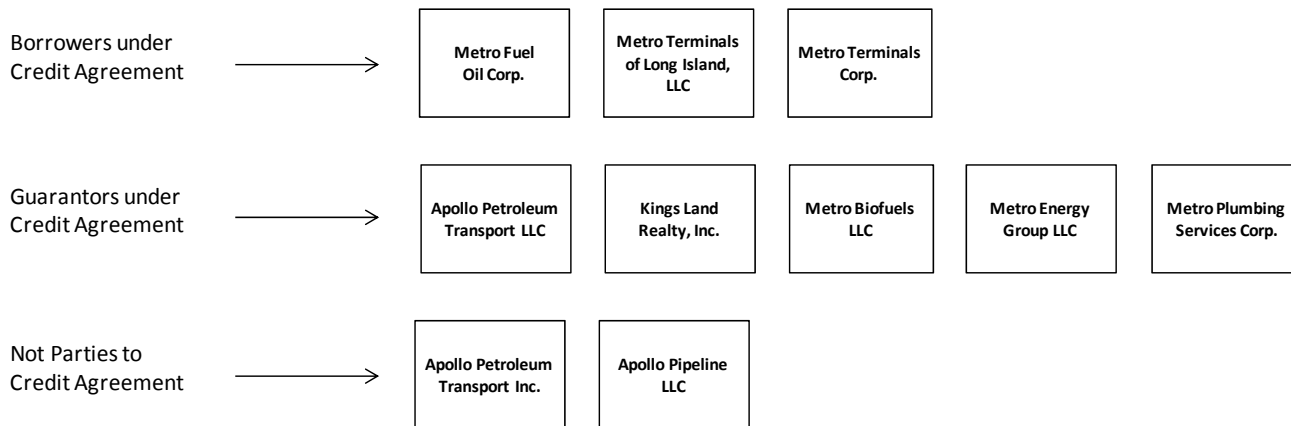 Borrowers under
Credit Agreement
Metro Fuel
Oil Corp.
Metro Terminals
of Long Island,
LLC
Metro Terminals
Corp.
Guarantors under
Credit Agreement
Apollo Petroleum
Transport LLC
Kings Land
Realty, Inc.
Metro Biofuels
LLC
Metro Energy
Group LLC
Metro Plumbing
Services Corp.
Not Parties to
Credit Agreement
Apollo Petroleum
Transport Inc.
Apollo Pipeline
LLC